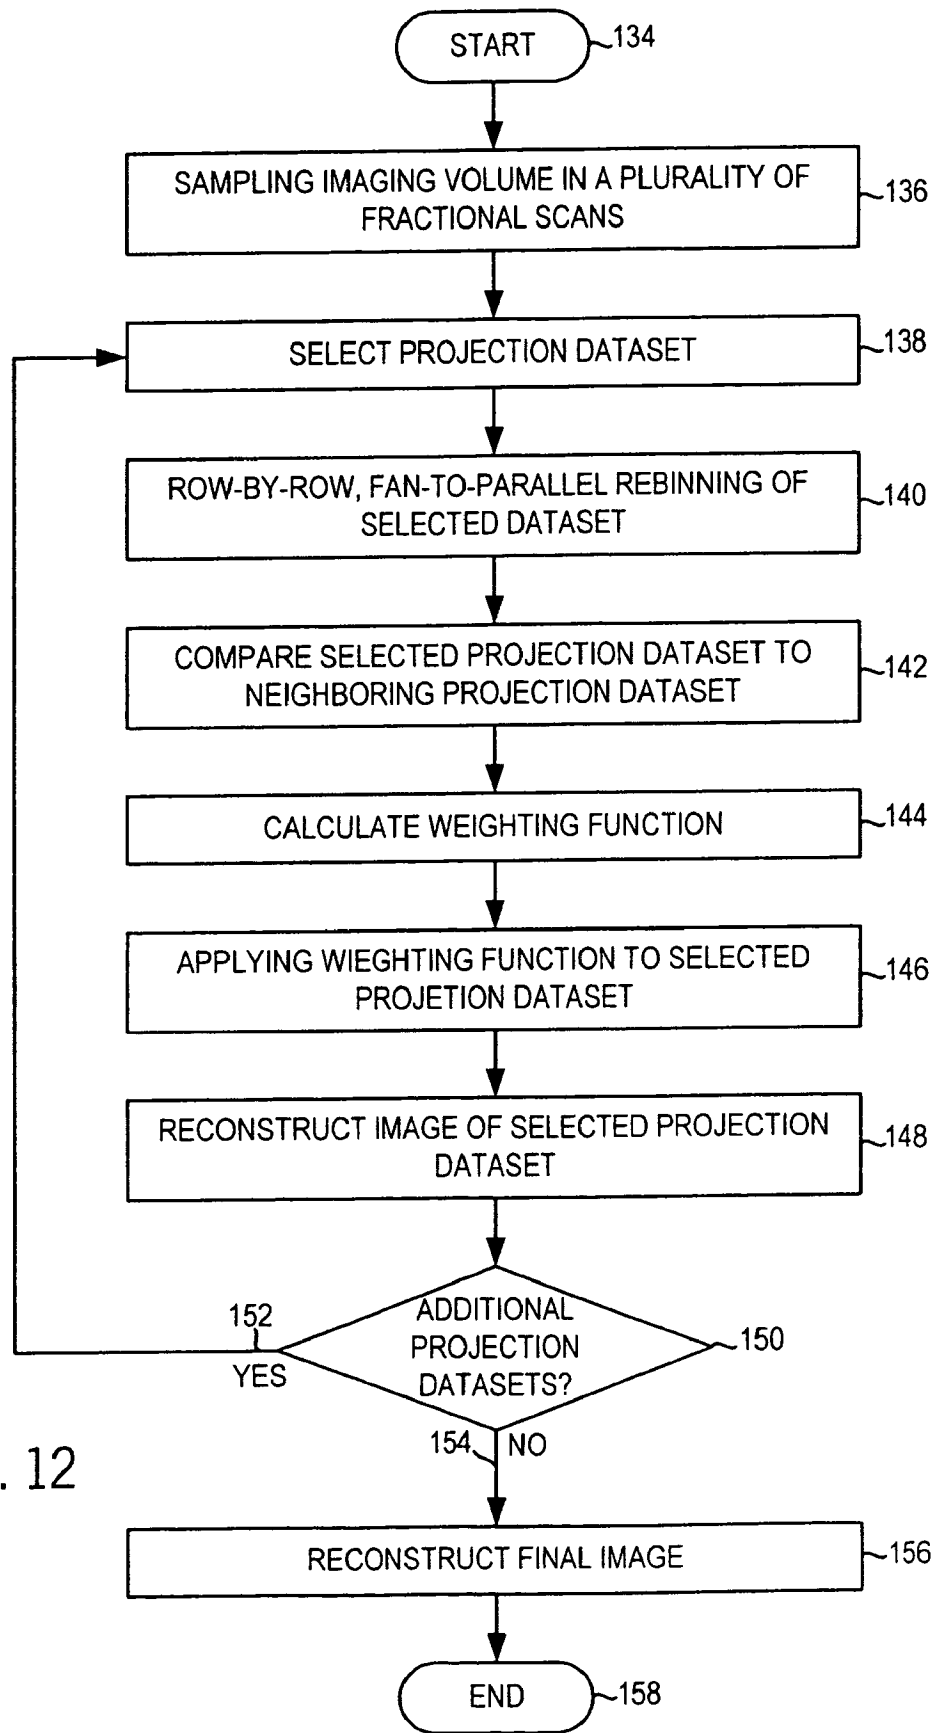 START
134
SAMPLING IMAGING VOLUME IN A PLURALITY OF
FRACTIONAL SCANS
136
SELECT PROJECTION DATASET
138
ROW-BY-ROW, FAN-TO-PARALLEL REBINNING OF
SELECTED DATASET
140
COMPARE SELECTED PROJECTION DATASET TO
NEIGHBORING PROJECTION DATASET
142
CALCULATE WEIGHTING FUNCTION
144
APPLYING WIEGHTING FUNCTION TO SELECTED
PROJETION DATASET
146
RECONSTRUCT IMAGE OF SELECTED PROJECTION
DATASET
148
ADDITIONAL
PROJECTION
DATASETS?
150
152
YES
154
NO
. 12
RECONSTRUCT FINAL IMAGE
156
END
158